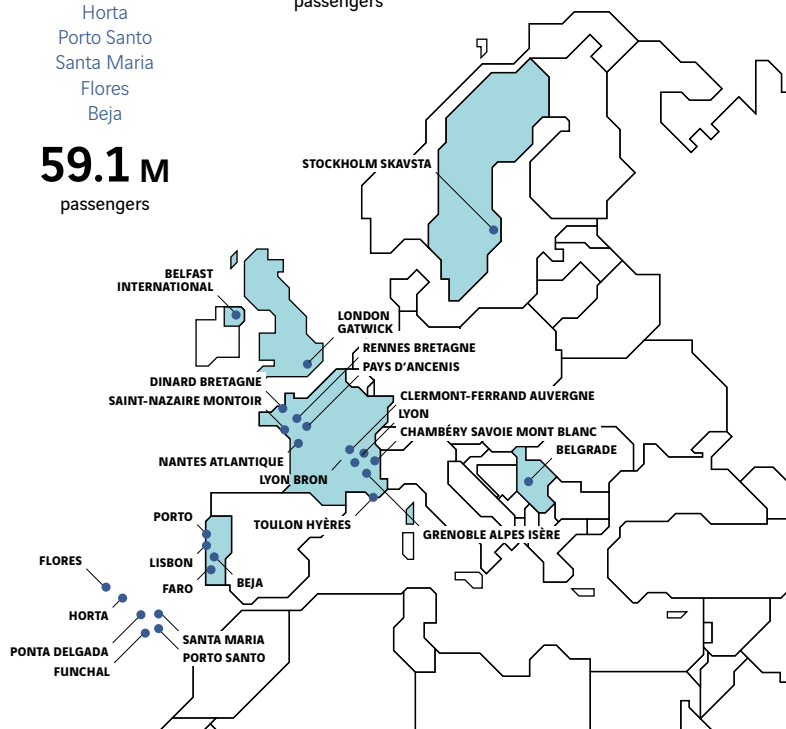 passengers
Horta
Porto Santo
Santa Maria
Flores
Beja
59.1 M
passengers
STOCKHOLM SKAVSTA
BELFAST
INTERNATIONAL
LONDON
GATWICK
RENNES BRETAGNE
PAYS D’ANCENIS
DINARD BRETAGNE
SAINT-NAZAIRE MONTOIR
CLERMONT-FERRAND AUVERGNE
LYON
CHAMBÉRY SAVOIE MONT BLANC
BELGRADE
NANTES ATLANTIQUE
LYON BRON
TOULON HYÈRES
GRENOBLE ALPES ISÈRE
PORTO
LISBON
FARO
BEJA
FLORES
HORTA
PONTA DELGADA
FUNCHAL
SANTA MARIA
PORTO SANTO